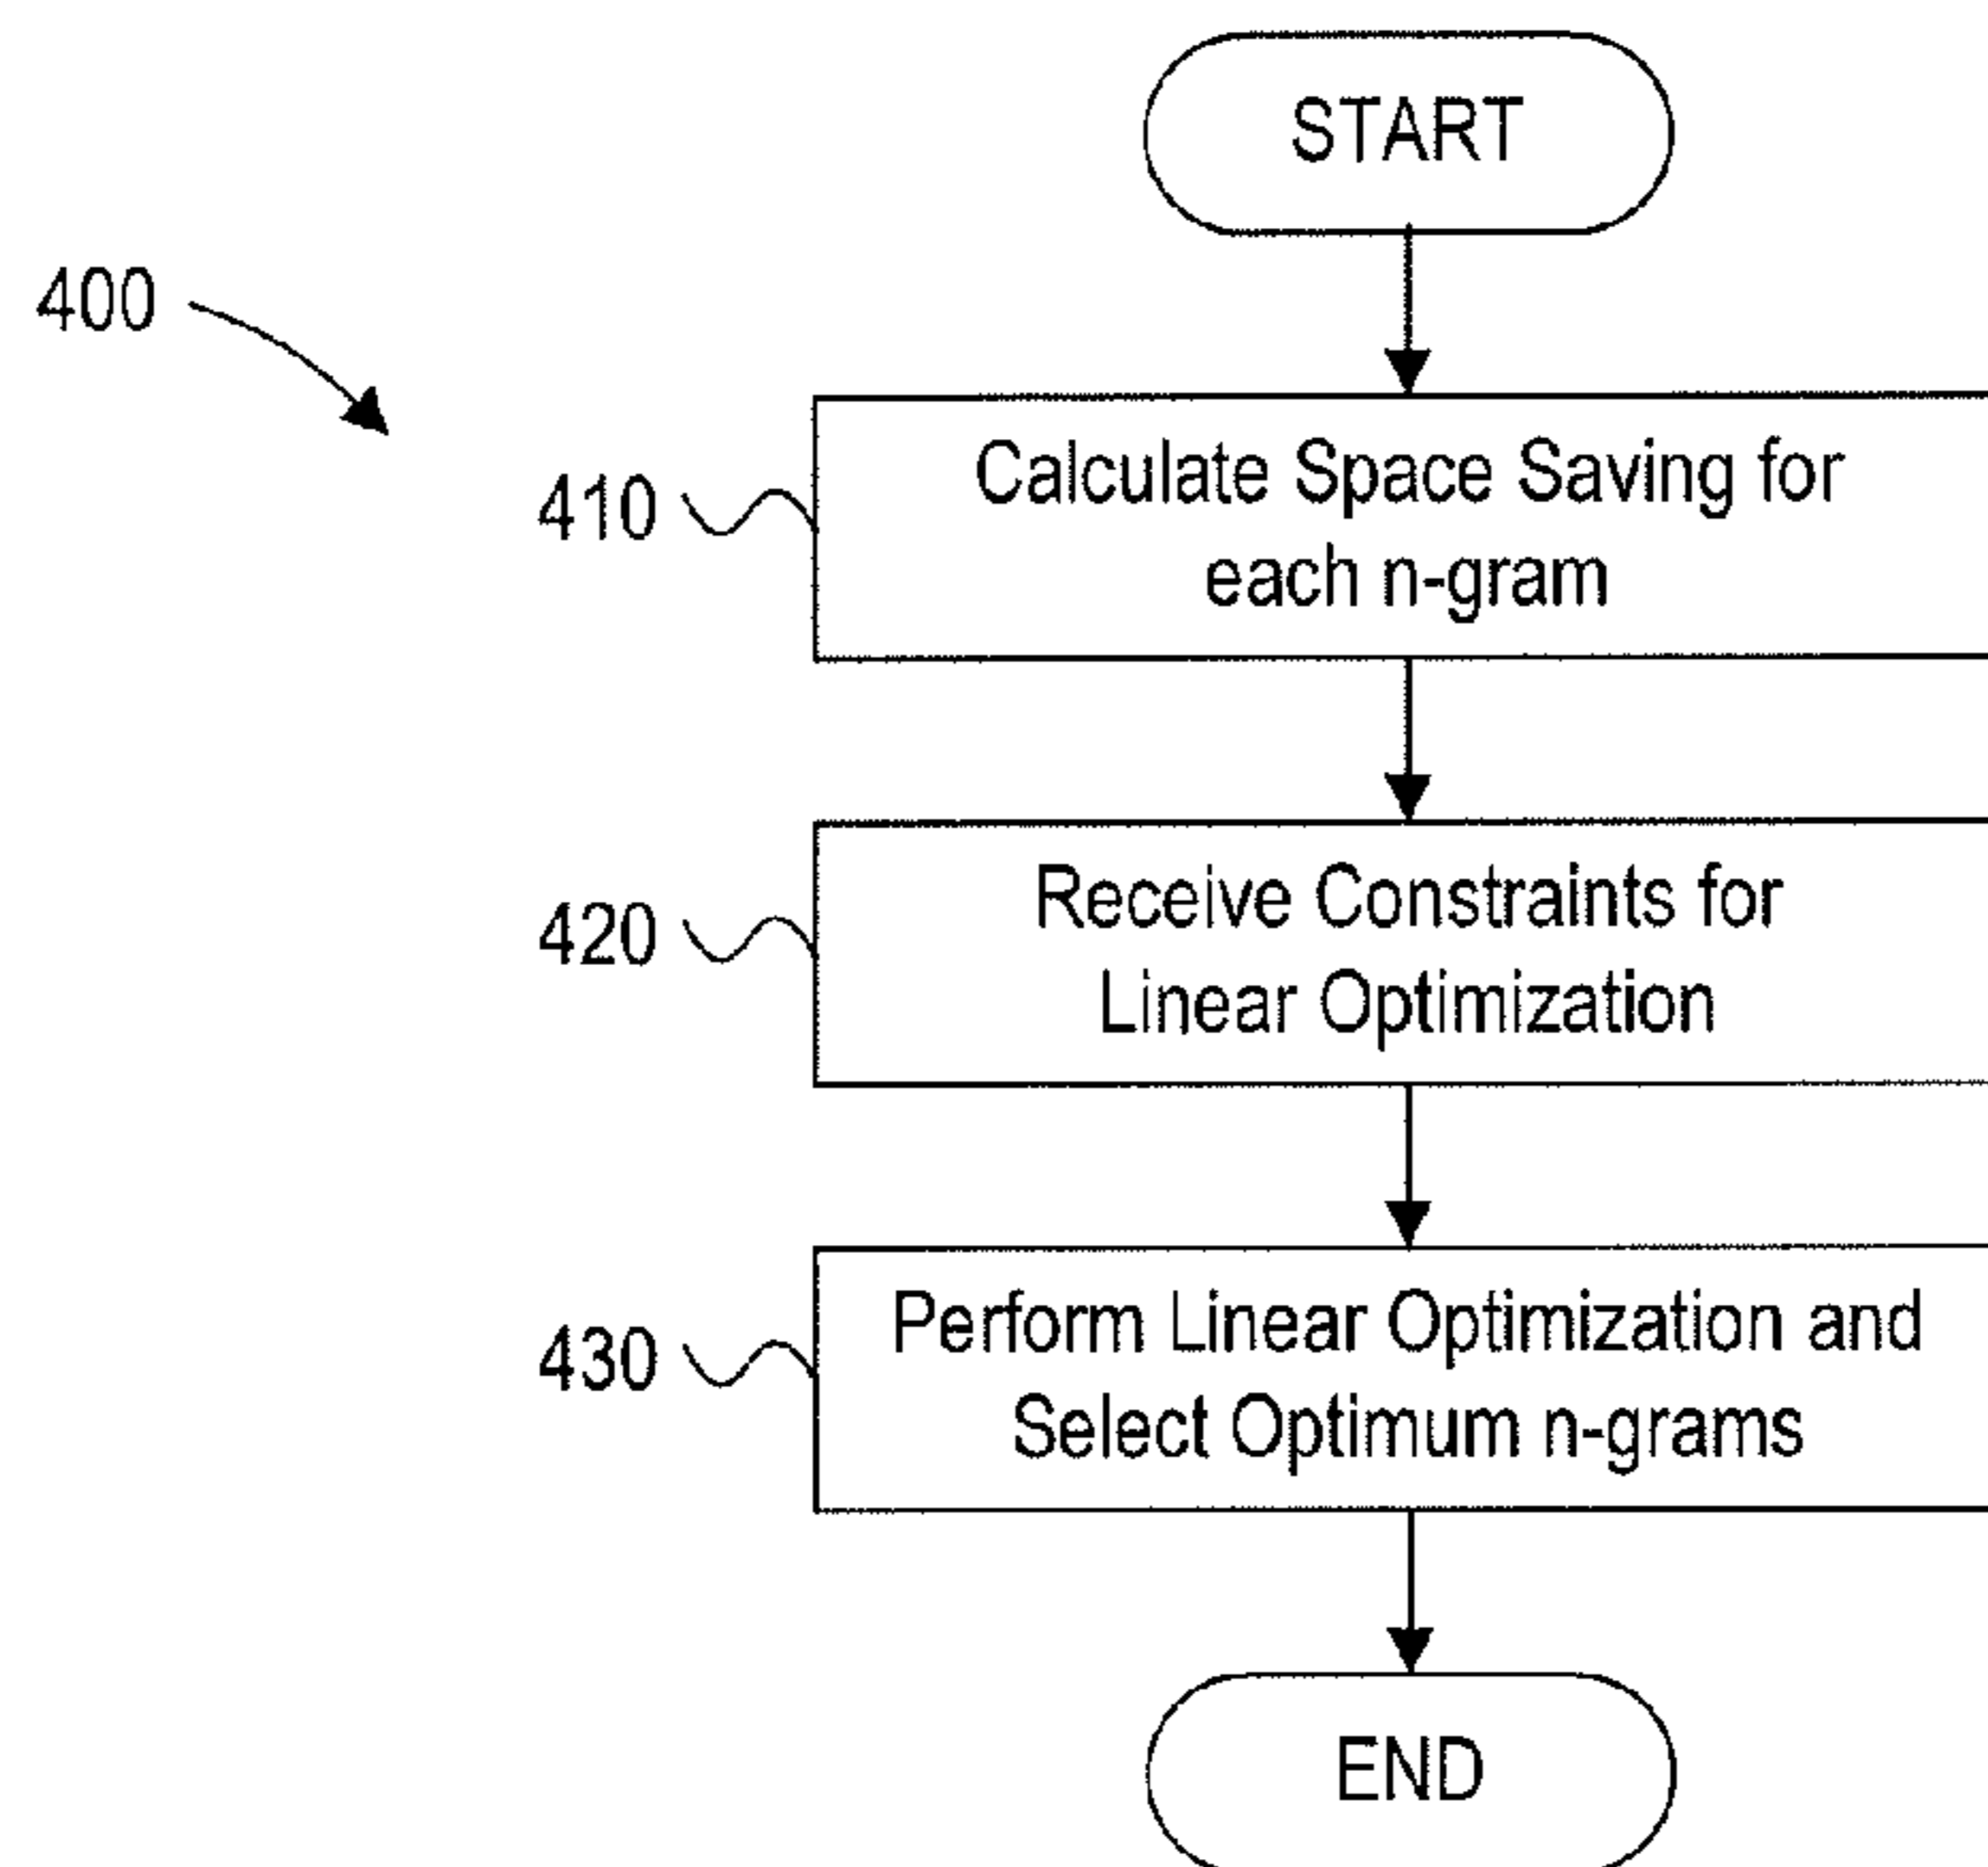 START
400
410
Calculate Space Saving for
each n-gram
420
Receive Constraints for
Linear Optimization
430
Perform Linear Optimization and
Select Optimum n-grams
END